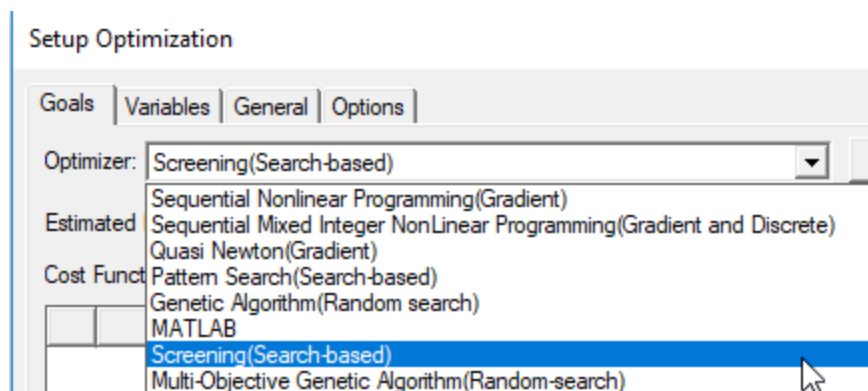 Setup Optimization
Goals Variables General Options
Optimizer: Screening(Search-based)
Sequential Nonlinear Programming(Gradient)
Estimated Sequential Mixed Integer NonLinear Programming(Gradient and Discrete)
Quasi Newton(Gradient)
Cost Funct Pattern Search(Search-based)
Genetic Algorithm(Random search)
MATLAB
Screening(Search-based)
Multi-Objective Genetic Algorithm(Random-search)